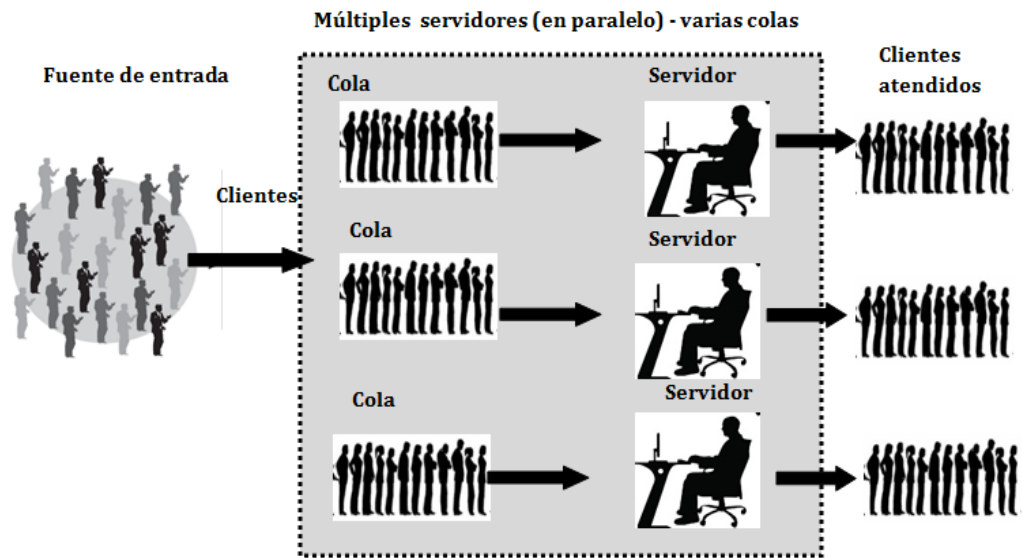 Múltiples servidores (en paralelo) - varias colas
Fuente de entrada
Clientes
Cola
Servidor
Cola
Servidor
Cola
Servidor
Clientes
atendidos